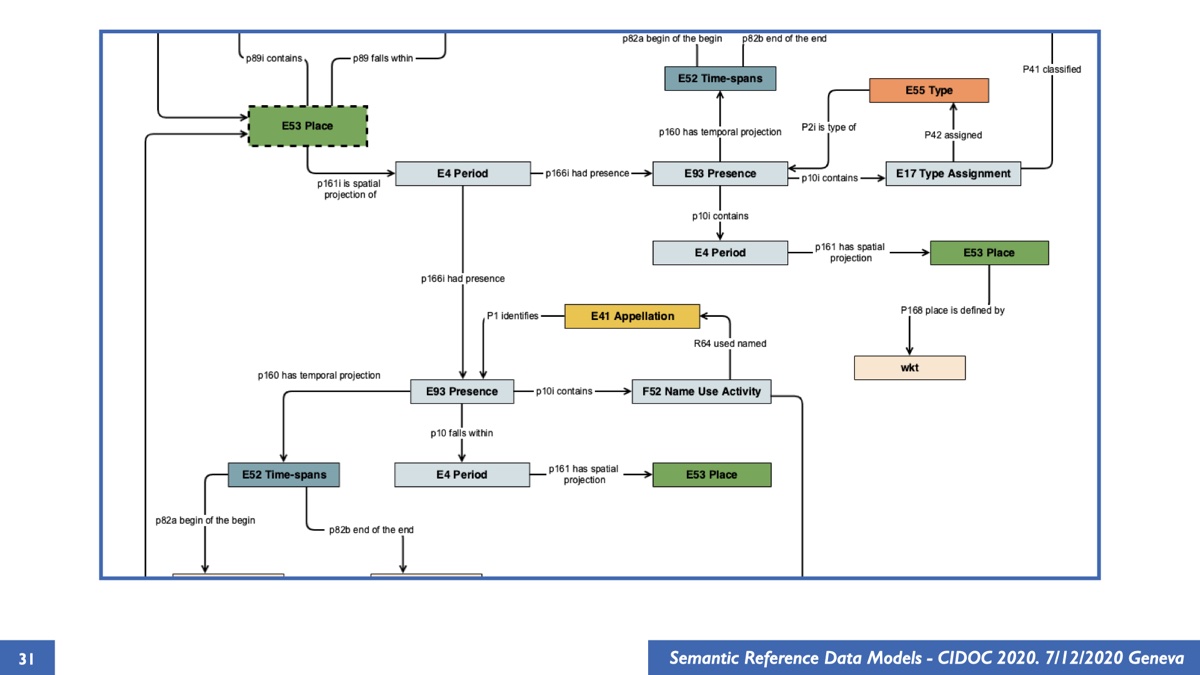 p82a begin of the begin
p82b end of the end
p89i contains
p89 falls wthin
P41 classified
E52 Time-spans
E55 Type
E53 Place
p160 has temporal projection
P2i is type of
P42 assigned
E4 Period
p166i had presence
E93 Presence
p10i contains
E17 Type Assignment
p161i is spatial
projection of
p10i contains
E4 Period
p161 has spatial
projection
E53 Place
p166i had presence
P168 place is defined by
P1 identifies
E41 Appellation
R64 used named
wkt
p160 has temporal projection
E93 Presence
p10i contains
F52 Name Use Activity
p10 falls within
E52 Time-spans
E4 Period
p161 has spatial
projection
E53 Place
p82a begin of the begin
p82b end of the end
31
Semantic Reference Data Models - CIDOC 2020. 7/12/2020 Geneva